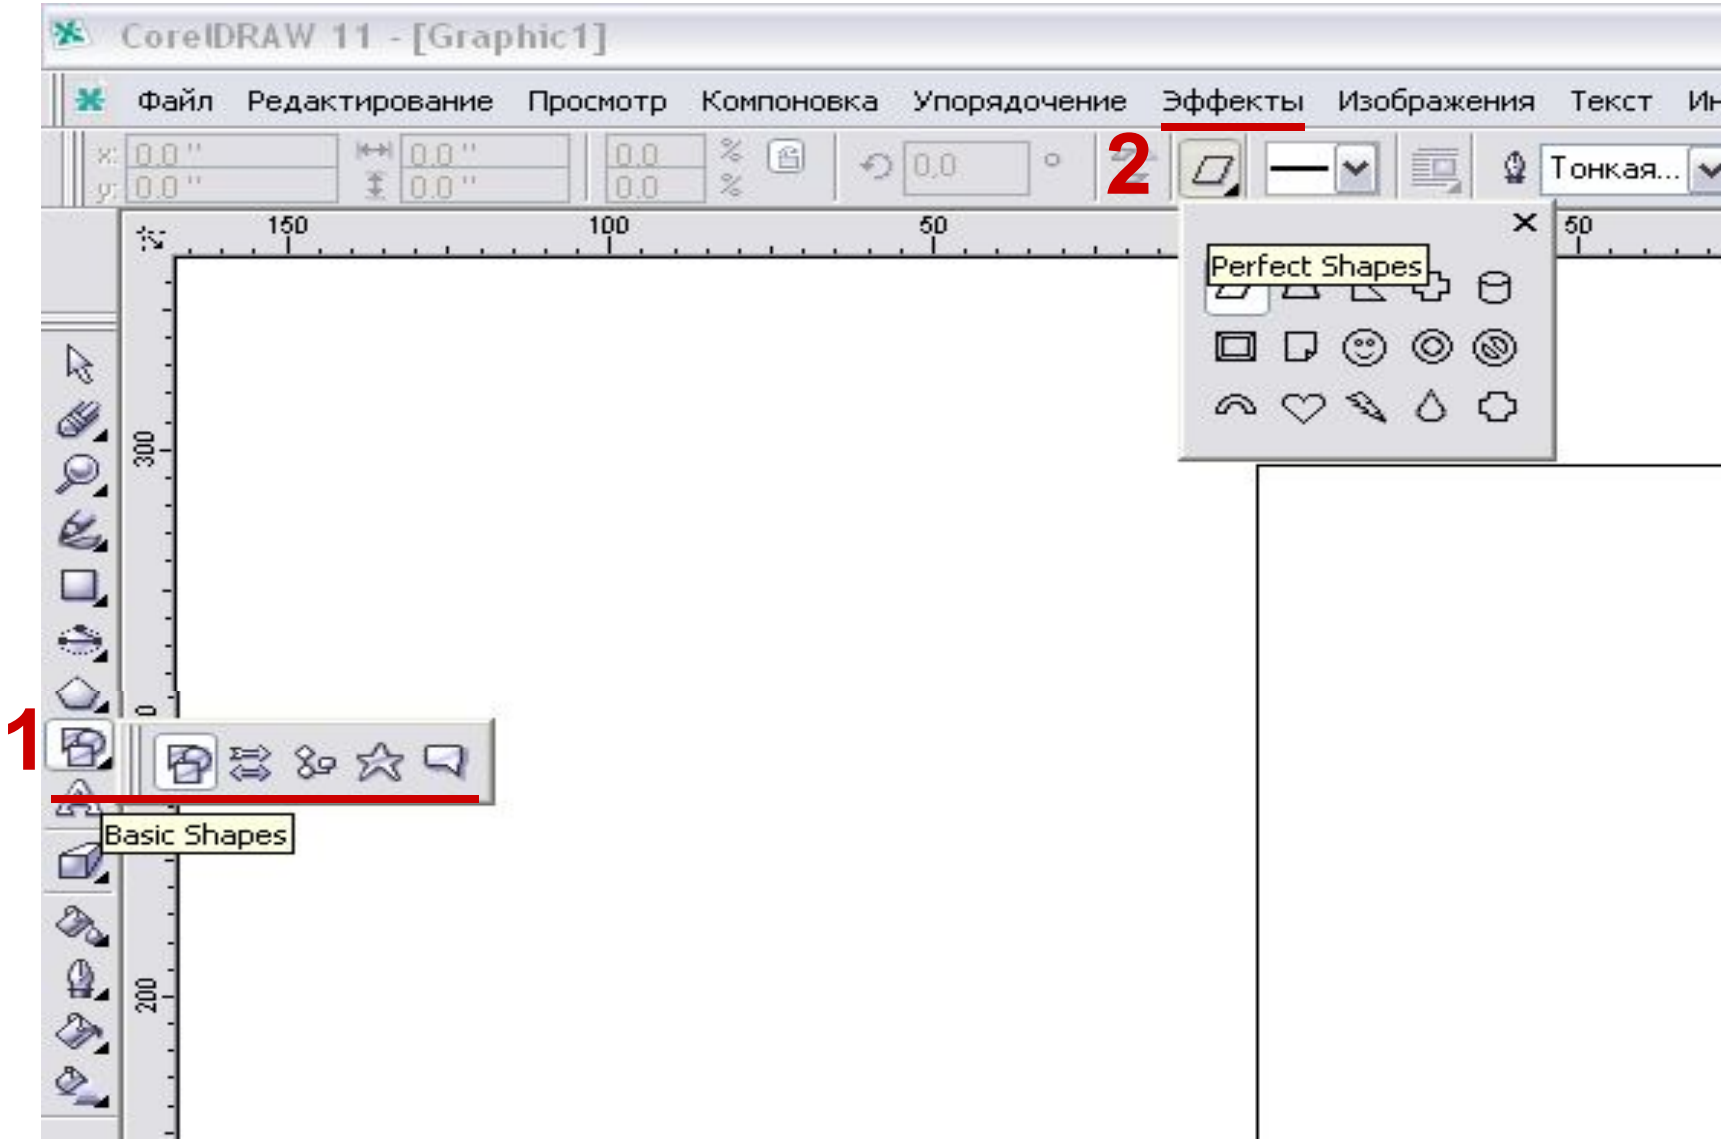 CorelDRAW 11 - [Graphic1]
Файл Редактирование Просмотр Компоновка Упорядочение Эффекты Изображения Текст Ин
x: 0.0 " 0.0 " 0.0 % 0,0 ° 2 Тонкая...
y: 0.0 " 0.0 " 0.0 %
150 100 50 50
Perfect Shapes
300
1
Basic Shapes
200